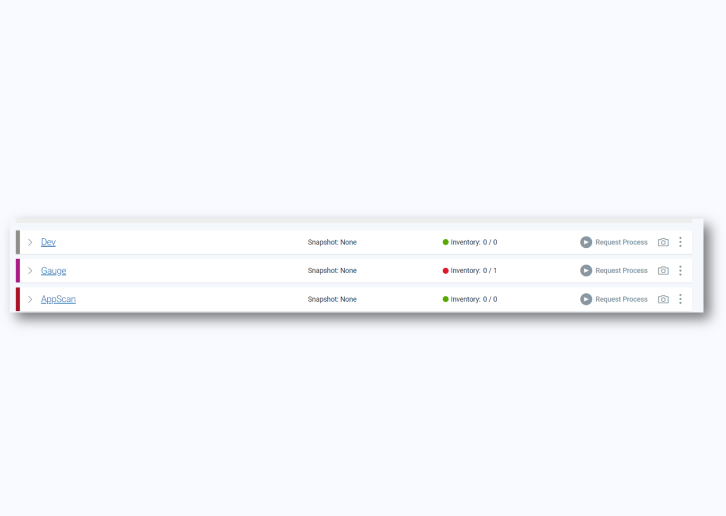 Dev Snapshot: None Inventory: 0 / 0 Request Process
Gauge Snapshot: None Inventory: 0 / 1 Request Process
AppScan Snapshot: None Inventory: 0 / 0 Request Process